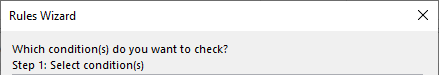 Rules Wizard
Which condition(s) do you want to check?
Step 1: Select condition(s)